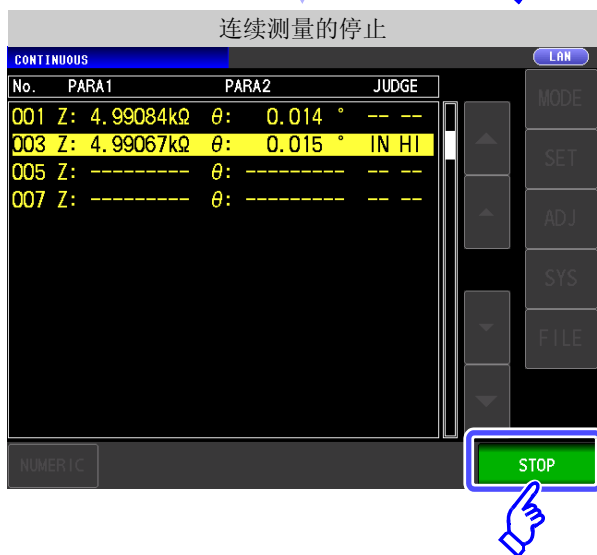 连续测量的停止
CONTINUOUS LAN
No. PARA1 PARA2 JUDGE
001 Z: 4.99084kΩ θ: 0.014 ° -- --
003 Z: 4.99067kΩ θ: 0.015 ° IN HI
005 Z: --------- θ: --------- -- --
007 Z: --------- θ: --------- -- --
MODE
SET
ADJ
SYS
FILE
NUMERIC STOP